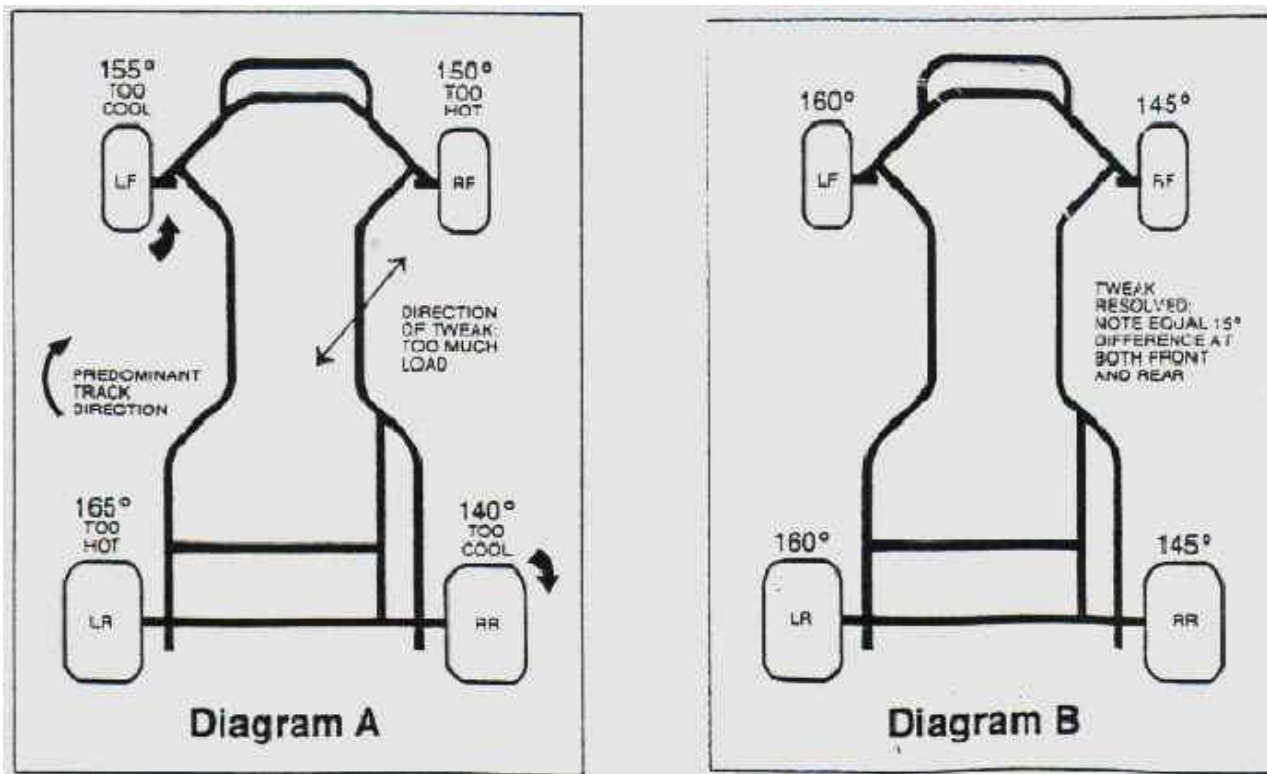 155°
TOO
COOL
150°
TOO
HOT
LF
RF
DIRECTION
OF TWEAK:
TOO MUCH
LOAD
PREDOMINANT
TRACK
DIRECTION
165°
TOO
HOT
140°
TOO
COOL
LR
RR
Diagram A
160°
145°
LF
RF
TWEAK
RESOLVED:
NOTE EQUAL 15°
DIFFERENCE AT
BOTH FRONT
AND REAR
160°
145°
LR
RR
Diagram B